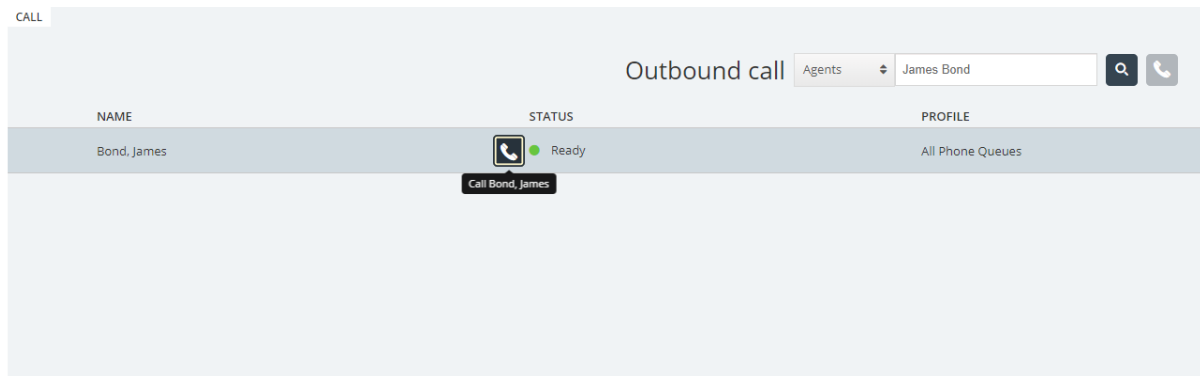 CALL
Outbound call Agents James Bond
NAME STATUS PROFILE
Bond, James Ready All Phone Queues
Call Bond, James